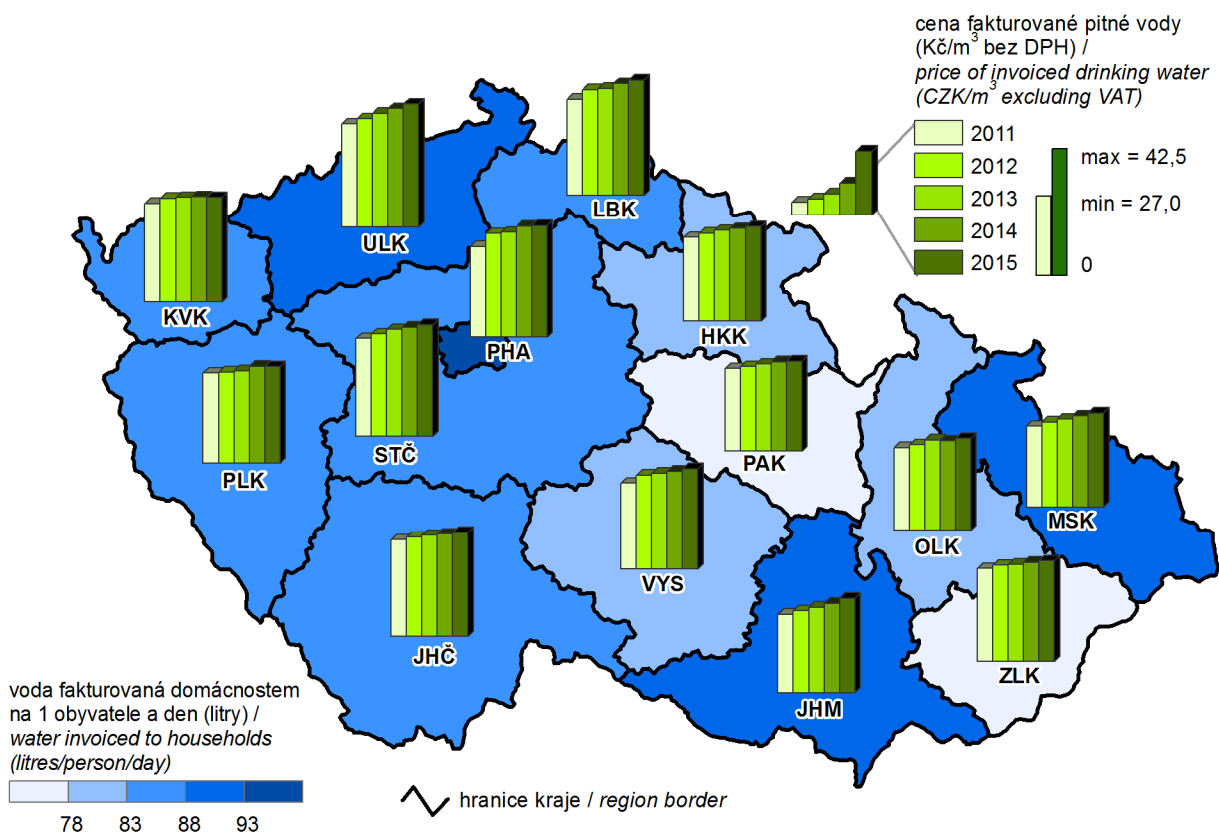 cena fakturované pitné vody
(Kč/m³ bez DPH) /
price of invoiced drinking water
(CZK/m³ excluding VAT)
2011
2012
2013
2014
2015
max = 42,5
min = 27,0
0
LBK
ULK
KVK
PHA
HKK
STČ
PLK
PAK
MSK
OLK
VYS
JHČ
ZLK
JHM
voda fakturovaná domácnostem
na 1 obyvatele a den (litry) /
water invoiced to households
(litres/person/day)
78 83 88 93
hranice kraje / region border